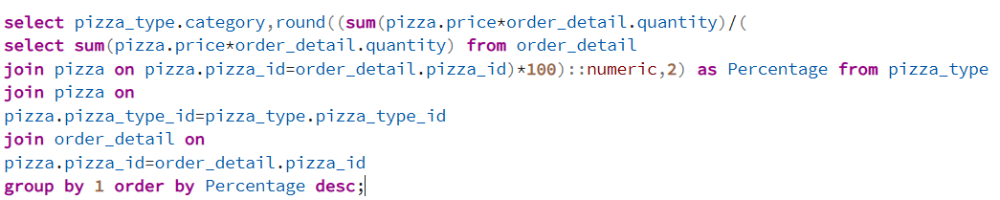 select pizza_type.category,round((sum(pizza.price*order_detail.quantity)/(
select sum(pizza.price*order_detail.quantity) from order_detail
join pizza on pizza.pizza_id=order_detail.pizza_id)*100)::numeric,2) as Percentage from pizza_type
join pizza on
pizza.pizza_type_id=pizza_type.pizza_type_id
join order_detail on
pizza.pizza_id=order_detail.pizza_id
group by 1 order by Percentage desc;